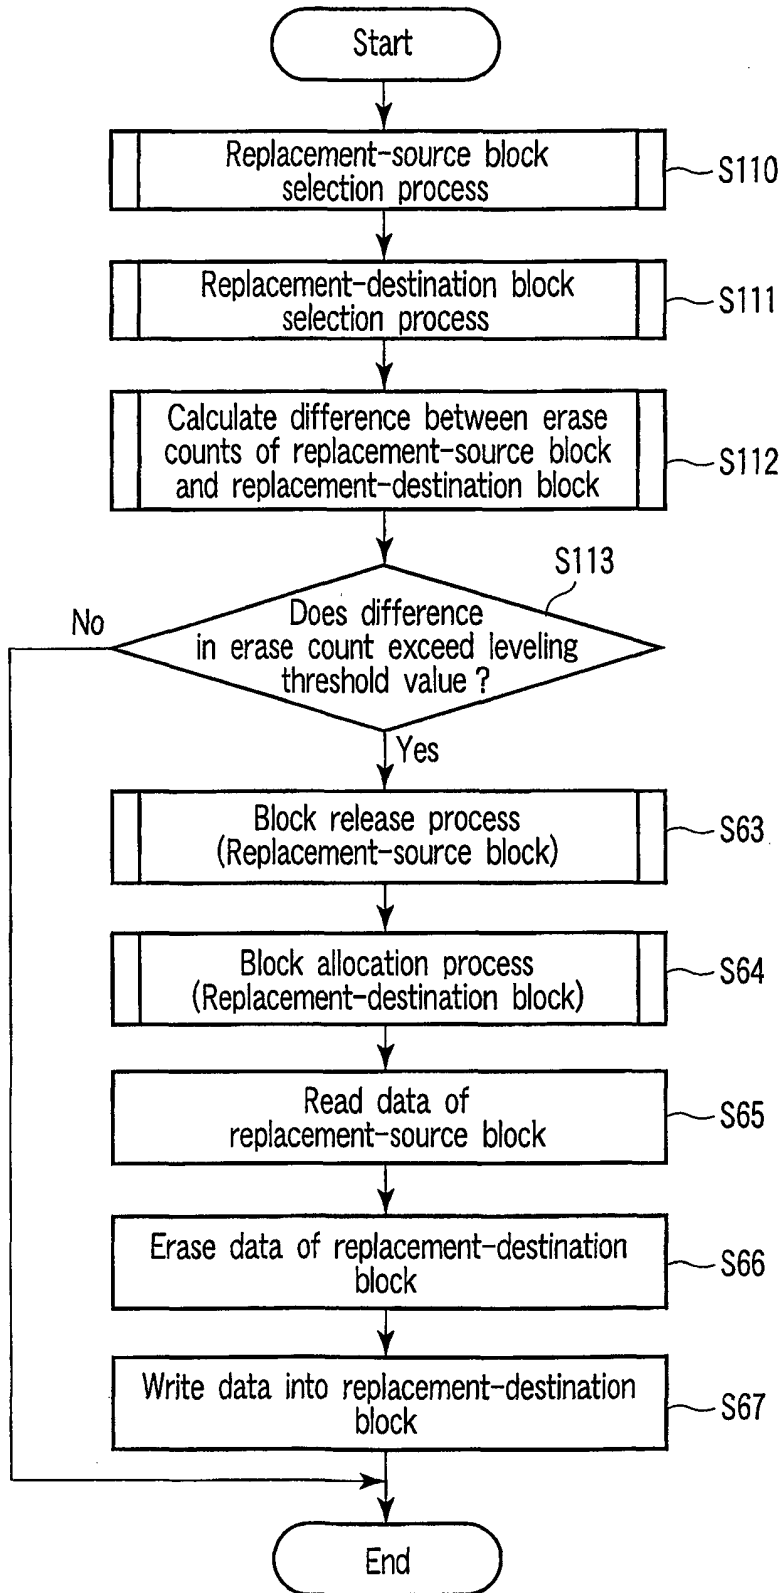 Start
Replacement-source block
selection process
S110
Replacement-destination block
selection process
S111
Calculate difference between erase
counts of replacement-source block
and replacement-destination block
S112
S113
No
Does difference
in erase count exceed leveling
threshold value ?
Yes
Block release process
(Replacement-source block)
S63
Block allocation process
(Replacement-destination block)
S64
Read data of
replacement-source block
S65
Erase data of replacement-destination
block
S66
Write data into replacement-destination
block
S67
End